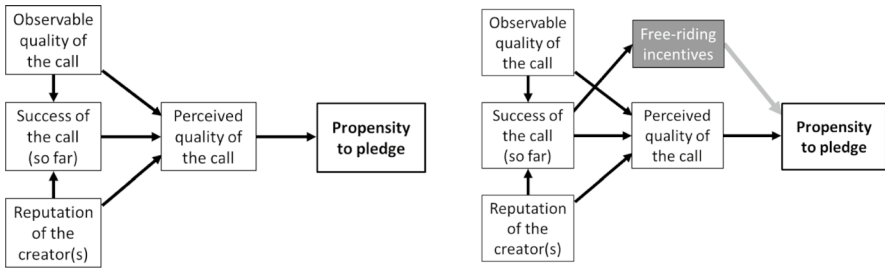 Observable
quality of
the call
Success of
the call
(so far)
Reputation
of the
creator(s)
Perceived
quality of
the call
Propensity
to pledge
Observable
quality of
the call
Success of
the call
(so far)
Reputation
of the
creator(s)
Free-riding
incentives
Perceived
quality of
the call
Propensity
to pledge